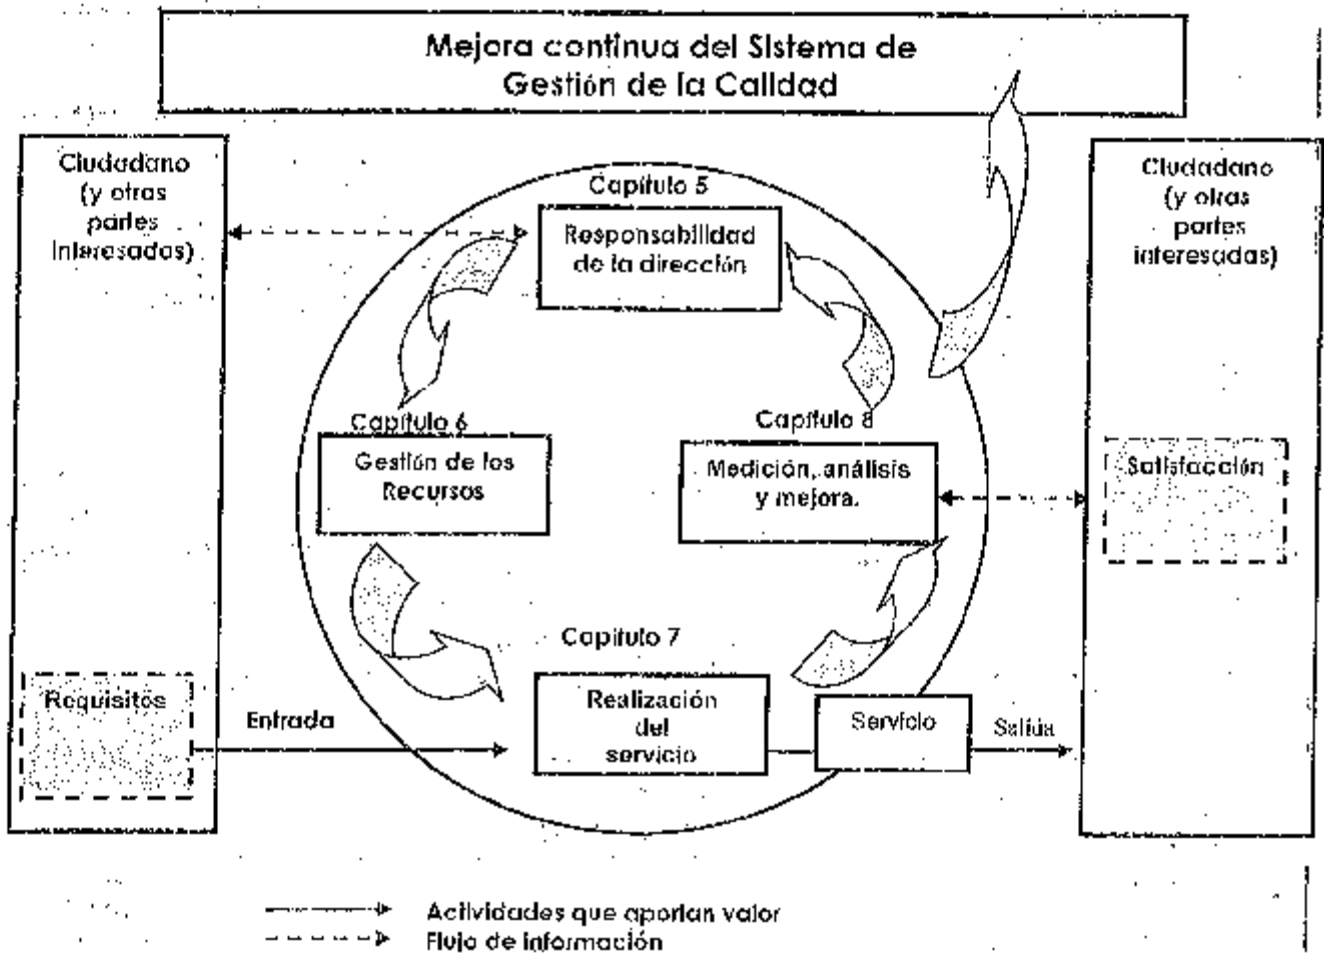 Mejora continua del Sistema de
Gestión de la Calidad
Ciudadano
(y otras
partes
interesadas)
Capítulo 5
Responsabilidad
de la dirección
Ciudadano
(y otras
partes
interesadas)
Capítulo 6
Gestión de los
Recursos
Capítulo 8
Medición, análisis
y mejora.
Satisfacción
Capítulo 7
Requisitos
Entrada
Realización
del
servicio
Servicio
Salida
Actividades que aportan valor
Flujo de información